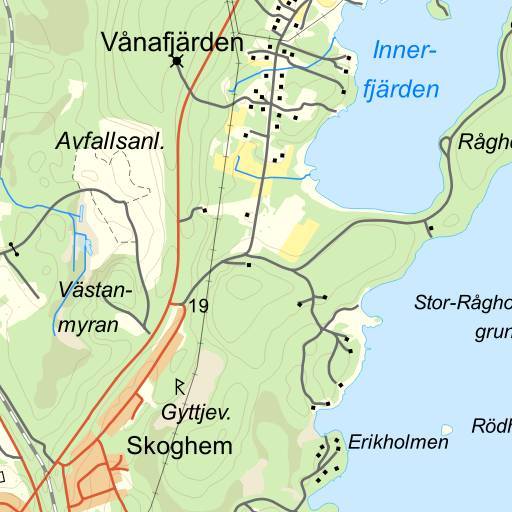 Vånafjärden
Inner-
fjärden
Avfallsanl.
Rågho
Västan-
myran
19
Stor-Rågho
grun
Gyttjev.
Skoghem
Erikholmen
Rödh